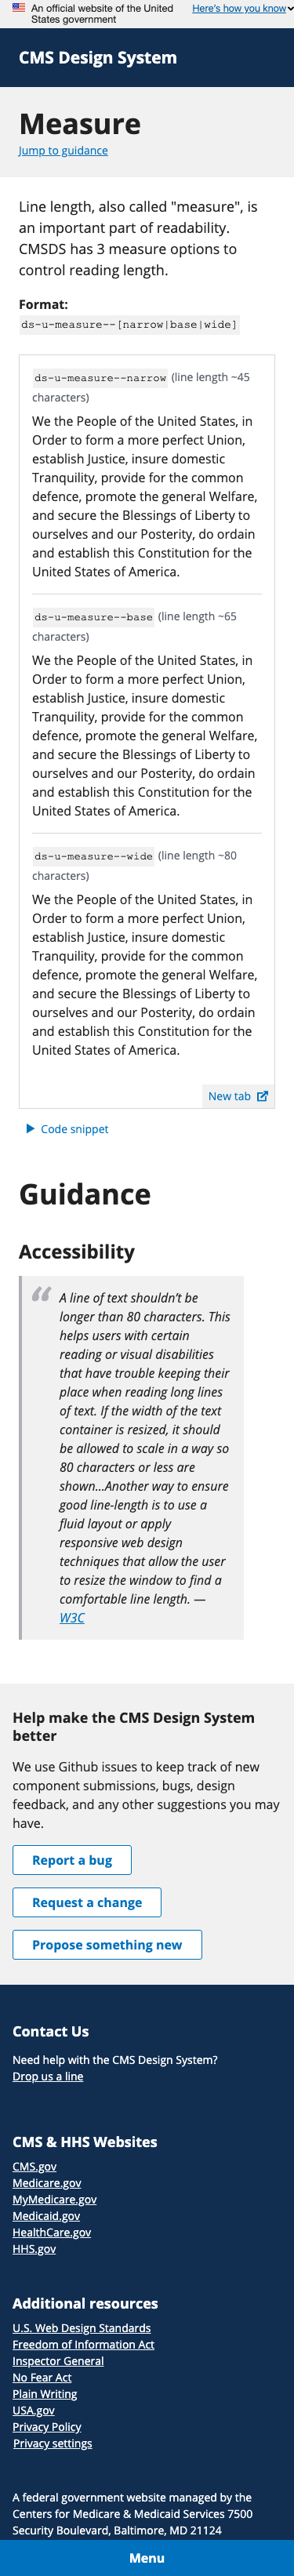 An official website of the United
States government
Here's how you know
CMS Design System
Measure
Jump to guidance
Line length, also called "measure", is
an important part of readability.
CMSDS has 3 measure options to
control reading length.
Format:
ds-u-measure--[narrow|base|wide]
ds-u-measure--narrow (line length ~45
characters)
We the People of the United States, in
Order to form a more perfect Union,
establish Justice, insure domestic
Tranquility, provide for the common
defence, promote the general Welfare,
and secure the Blessings of Liberty to
ourselves and our Posterity, do ordain
and establish this Constitution for the
United States of America.
ds-u-measure--base (line length ~65
characters)
We the People of the United States, in
Order to form a more perfect Union,
establish Justice, insure domestic
Tranquility, provide for the common
defence, promote the general Welfare,
and secure the Blessings of Liberty to
ourselves and our Posterity, do ordain
and establish this Constitution for the
United States of America.
ds-u-measure--wide (line length ~80
characters)
We the People of the United States, in
Order to form a more perfect Union,
establish Justice, insure domestic
Tranquility, provide for the common
defence, promote the general Welfare,
and secure the Blessings of Liberty to
ourselves and our Posterity, do ordain
and establish this Constitution for the
United States of America.
New tab
Code snippet
Guidance
Accessibility
A line of text shouldn't be
longer than 80 characters. This
helps users with certain
reading or visual disabilities
that have trouble keeping their
place when reading long lines
of text. If the width of the text
container is resized, it should
be allowed to scale in a way so
80 characters or less are
shown...Another way to ensure
good line-length is to use a
fluid layout or apply
responsive web design
techniques that allow the user
to resize the window to find a
comfortable line length. —
W3C
Help make the CMS Design System
better
We use Github issues to keep track of new
component submissions, bugs, design
feedback, and any other suggestions you may
have.
Report a bug
Request a change
Propose something new
Contact Us
Need help with the CMS Design System?
Drop us a line
CMS & HHS Websites
CMS.gov
Medicare.gov
MyMedicare.gov
Medicaid.gov
HealthCare.gov
HHS.gov
Additional resources
U.S. Web Design Standards
Freedom of Information Act
Inspector General
No Fear Act
Plain Writing
USA.gov
Privacy Policy
Privacy settings
A federal government website managed by the
Centers for Medicare & Medicaid Services 7500
Security Boulevard, Baltimore, MD 21124
Menu